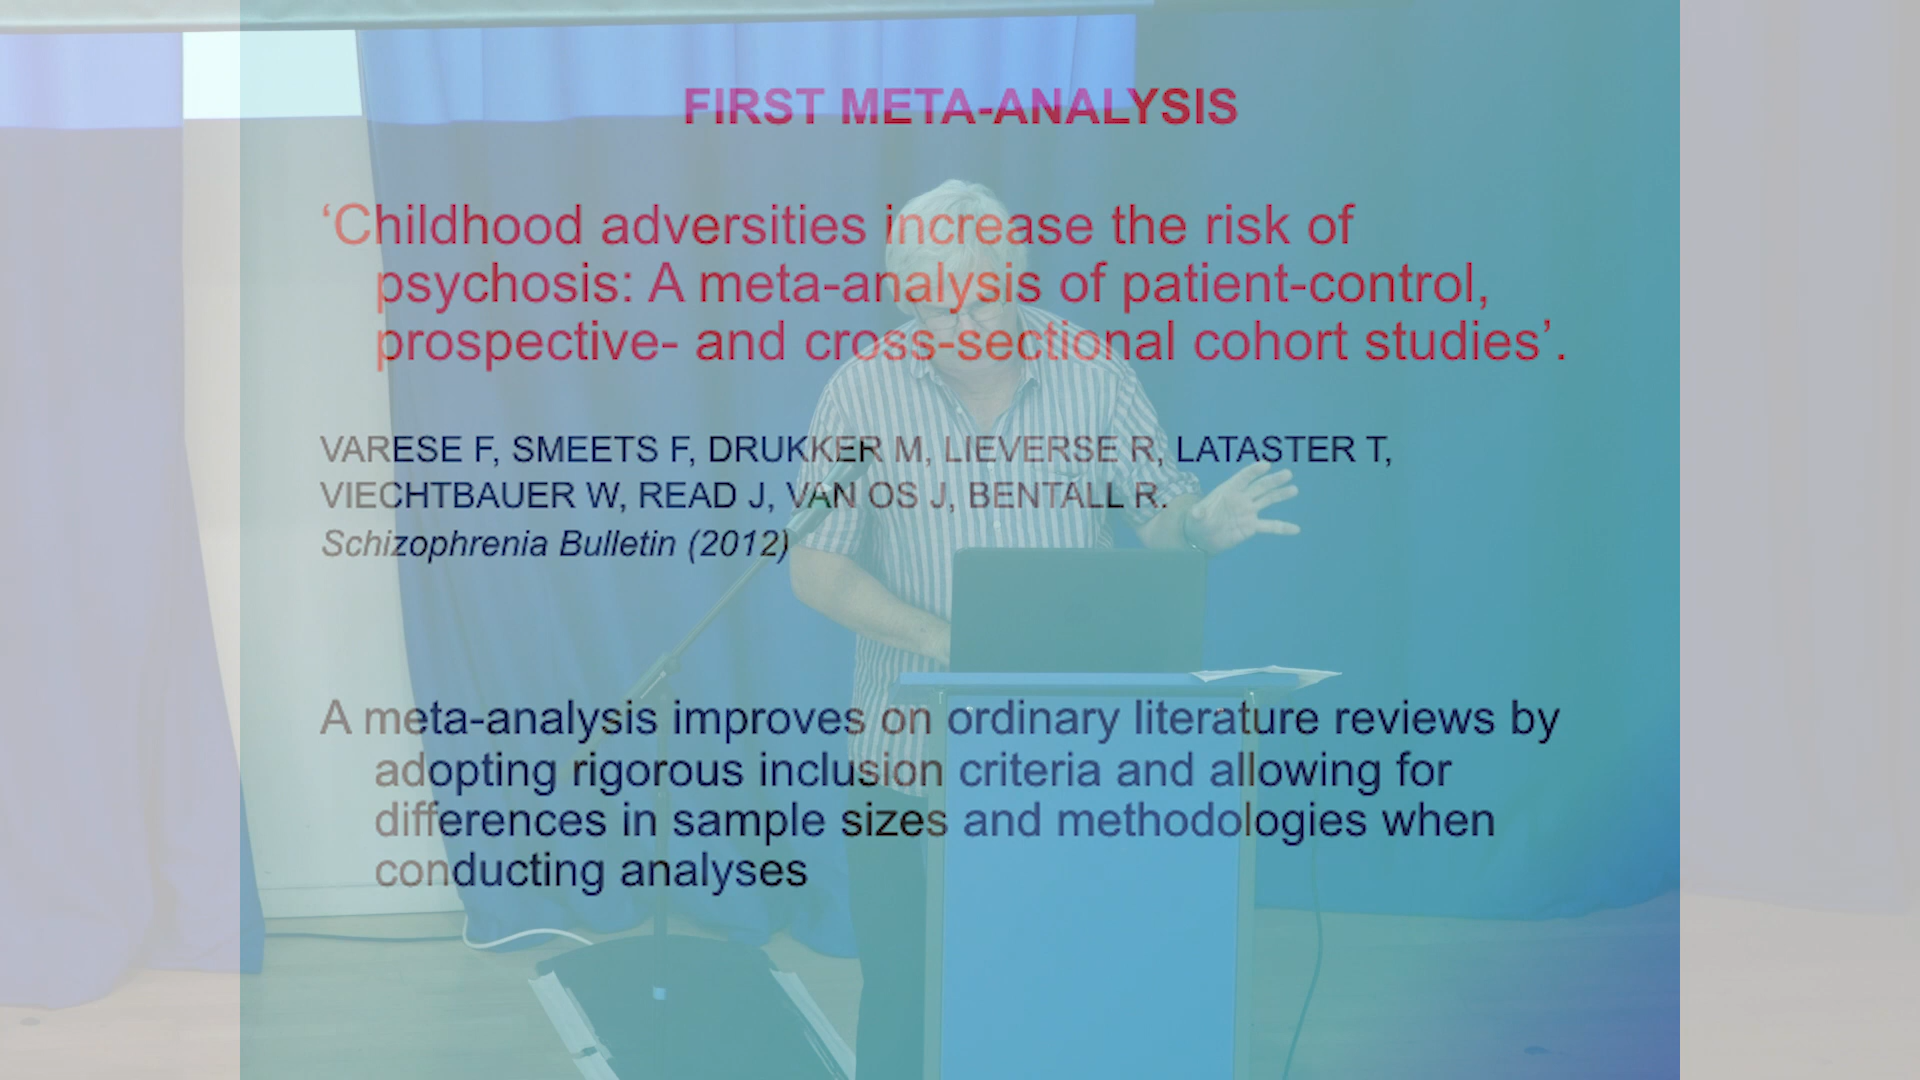 FIRST META-ANALYSIS
‘Childhood adversities increase the risk of
psychosis: A meta-analysis of patient-control,
prospective- and cross-sectional cohort studies’.
VARESE F, SMEETS F, DRUKKER M, LIEVERSE R, LATASTER T,
VIECHTBAUER W, READ J, VAN OS J, BENTALL R.
Schizophrenia Bulletin (2012)
A meta-analysis improves on ordinary literature reviews by
adopting rigorous inclusion criteria and allowing for
differences in sample sizes and methodologies when
conducting analyses